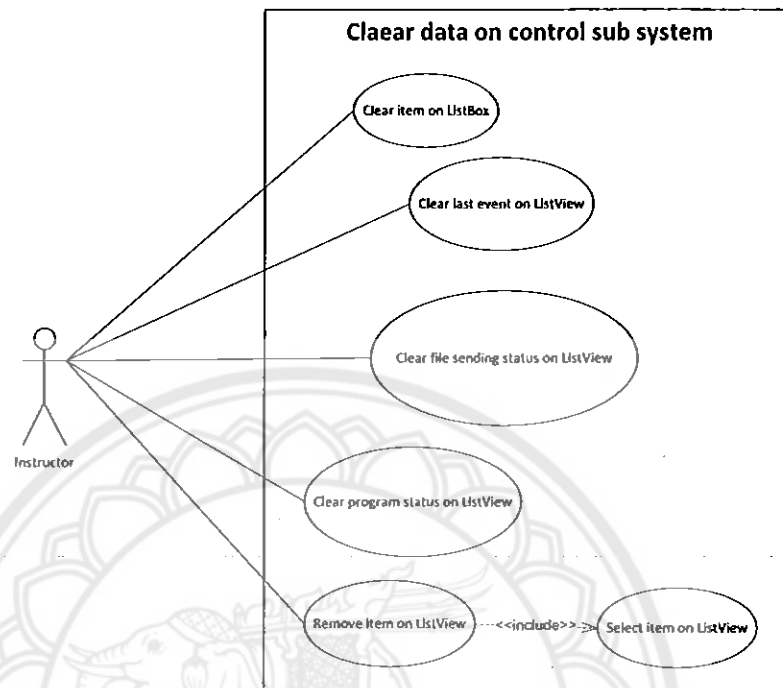 Claear data on control sub system
Clear item on ListBox
Clear last event on ListView
Clear file sending status on ListView
Instructor
Clear program status on ListView
Remove item on ListView
<<include>>
Select item on ListView